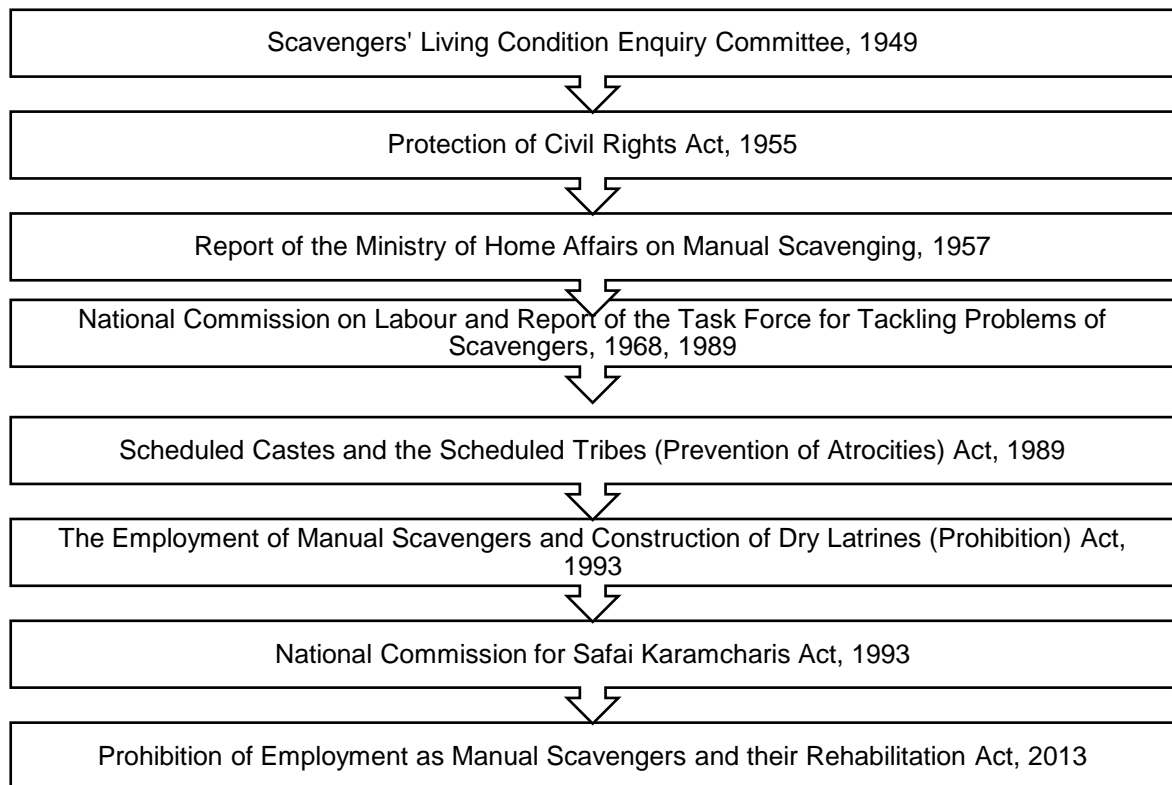 Scavengers' Living Condition Enquiry Committee, 1949
Protection of Civil Rights Act, 1955
Report of the Ministry of Home Affairs on Manual Scavenging, 1957
National Commission on Labour and Report of the Task Force for Tackling Problems of
Scavengers, 1968, 1989
Scheduled Castes and the Scheduled Tribes (Prevention of Atrocities) Act, 1989
The Employment of Manual Scavengers and Construction of Dry Latrines (Prohibition) Act,
1993
National Commission for Safai Karamcharis Act, 1993
Prohibition of Employment as Manual Scavengers and their Rehabilitation Act, 2013